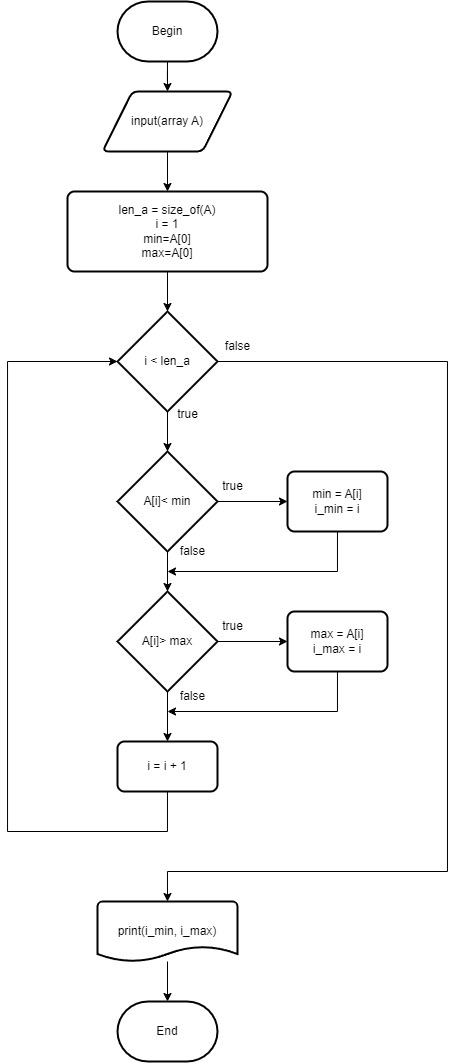 Begin
input(array A)
len_a = size_of(A)
i = 1
min=A[0]
max=A[0]
i < len_a
false
true
A[i]< min
true
min = A[i]
i_min = i
false
A[i]> max
true
max = A[i]
i_max = i
false
i = i + 1
print(i_min, i_max)
End